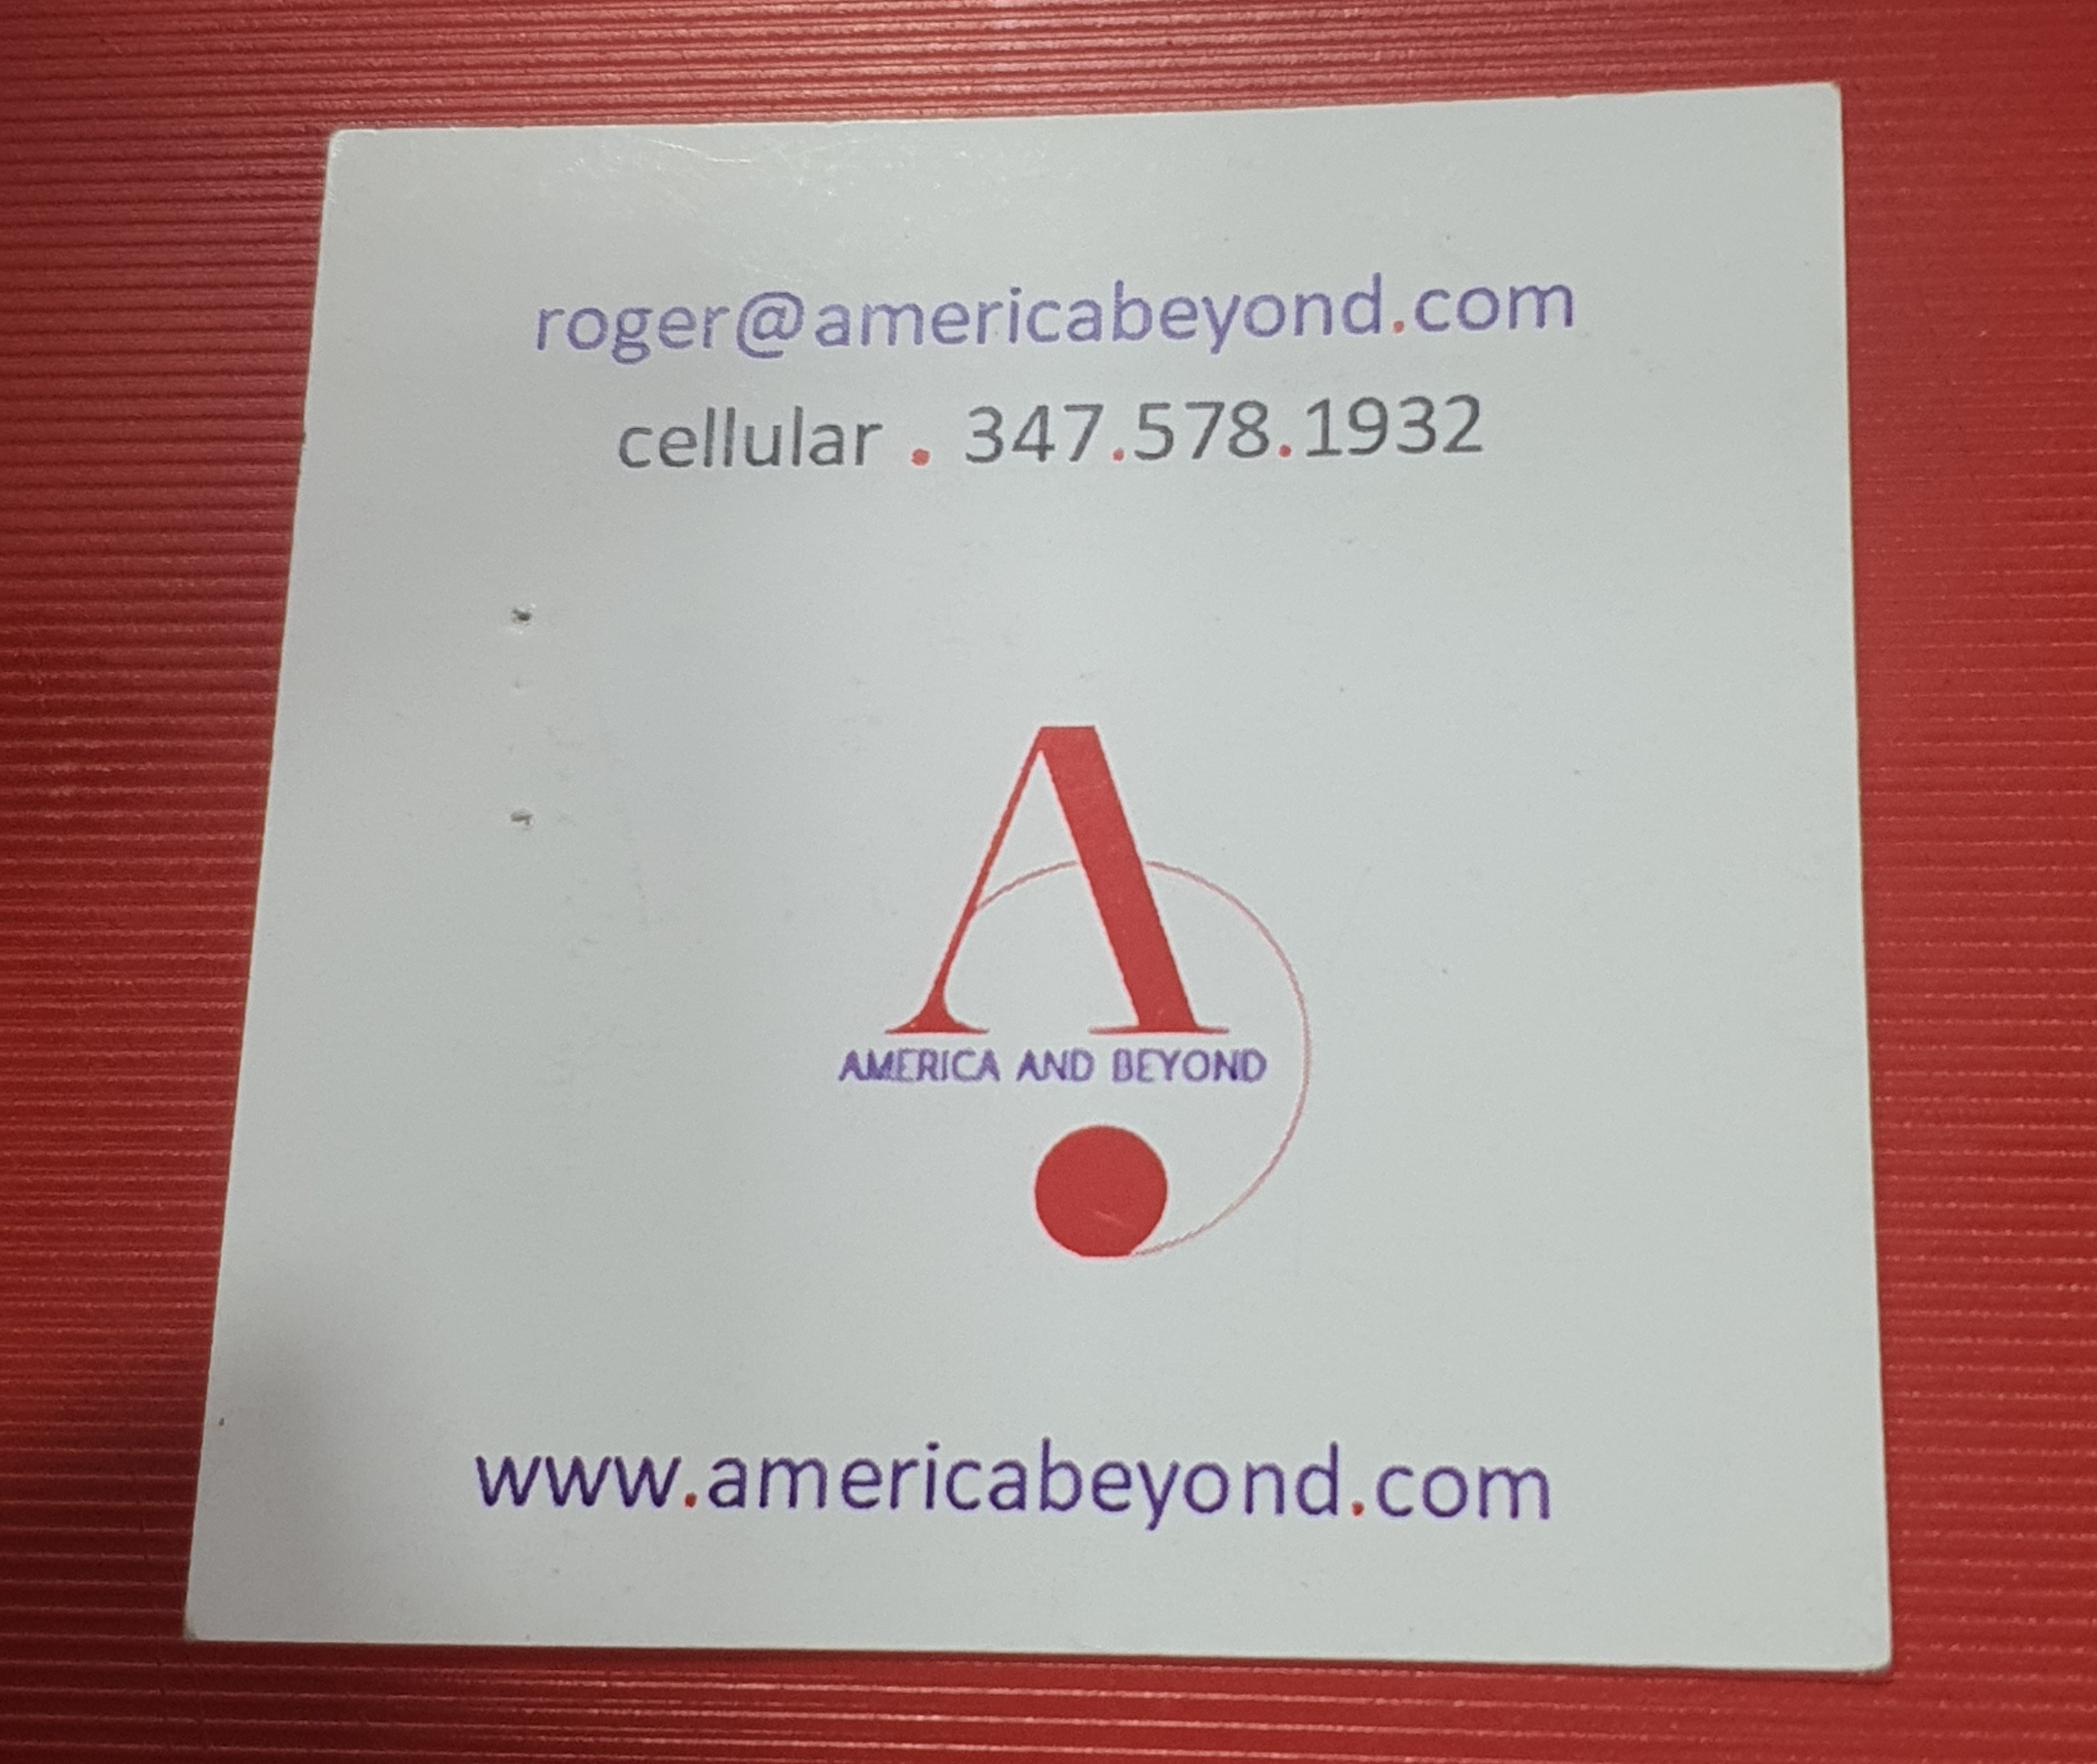 roger@americabeyond.com
cellular . 347.578.1932
A
AMERICA AND BEYOND
www.americabeyond.com